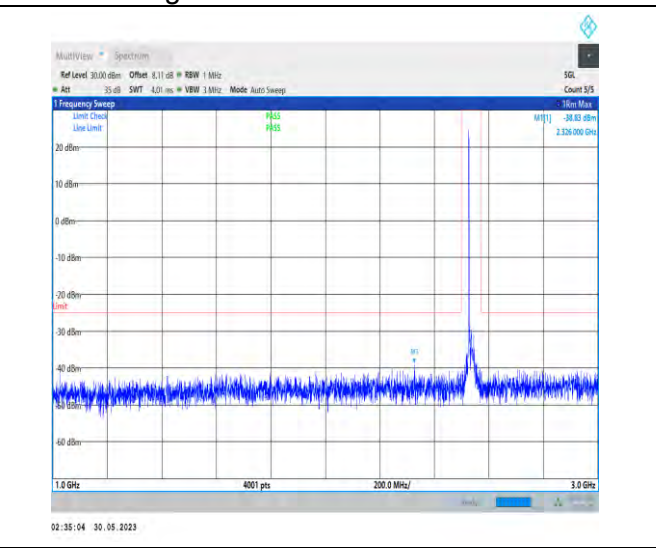 MultiView Spectrum
Ref Level 30.00 dBm Offset 8.11 dB RBW 1 MHz SGL
Att 35 dB SWT 4.01 ms VBW 3 MHz Mode Auto Sweep Count 5/5
1 Frequency Sweep 1Rm Max
Limit Check PASS M1[1] -38.83 dBm
Line Limit PASS 2.326 000 GHz
20 dBm
10 dBm
0 dBm
-10 dBm
-20 dBm
Limit
-30 dBm
M1
-40 dBm
-50 dBm
-60 dBm
1.0 GHz 4001 pts 200.0 MHz/ 3.0 GHz
02:35:04 30.05.2023